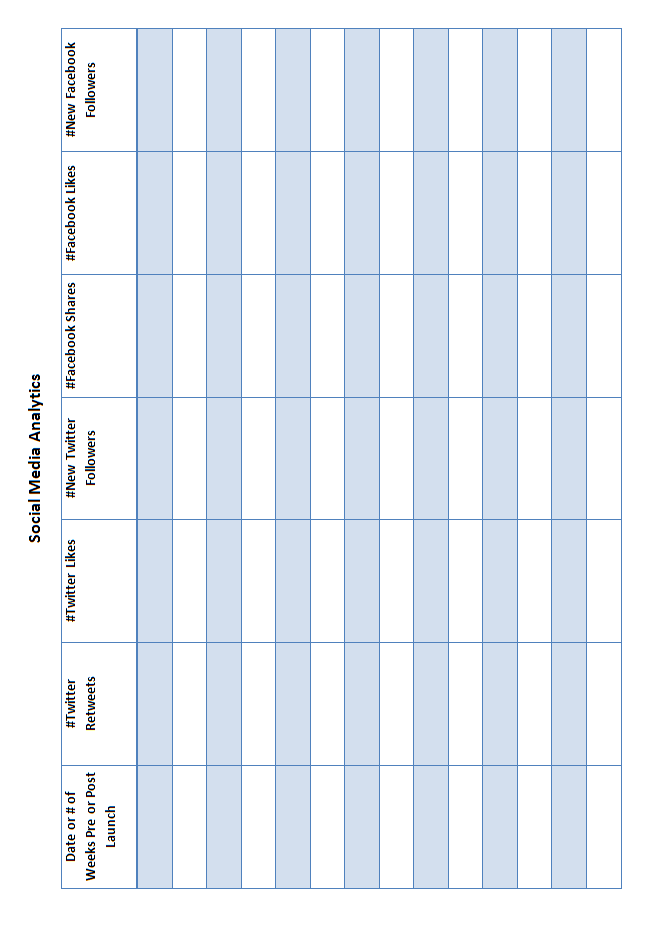 Social Media Analytics
Date or # of
Weeks Pre or Post
Launch
#Twitter
Retweets
#Twitter Likes
#New Twitter
Followers
#Facebook Shares
#Facebook Likes
#New Facebook
Followers